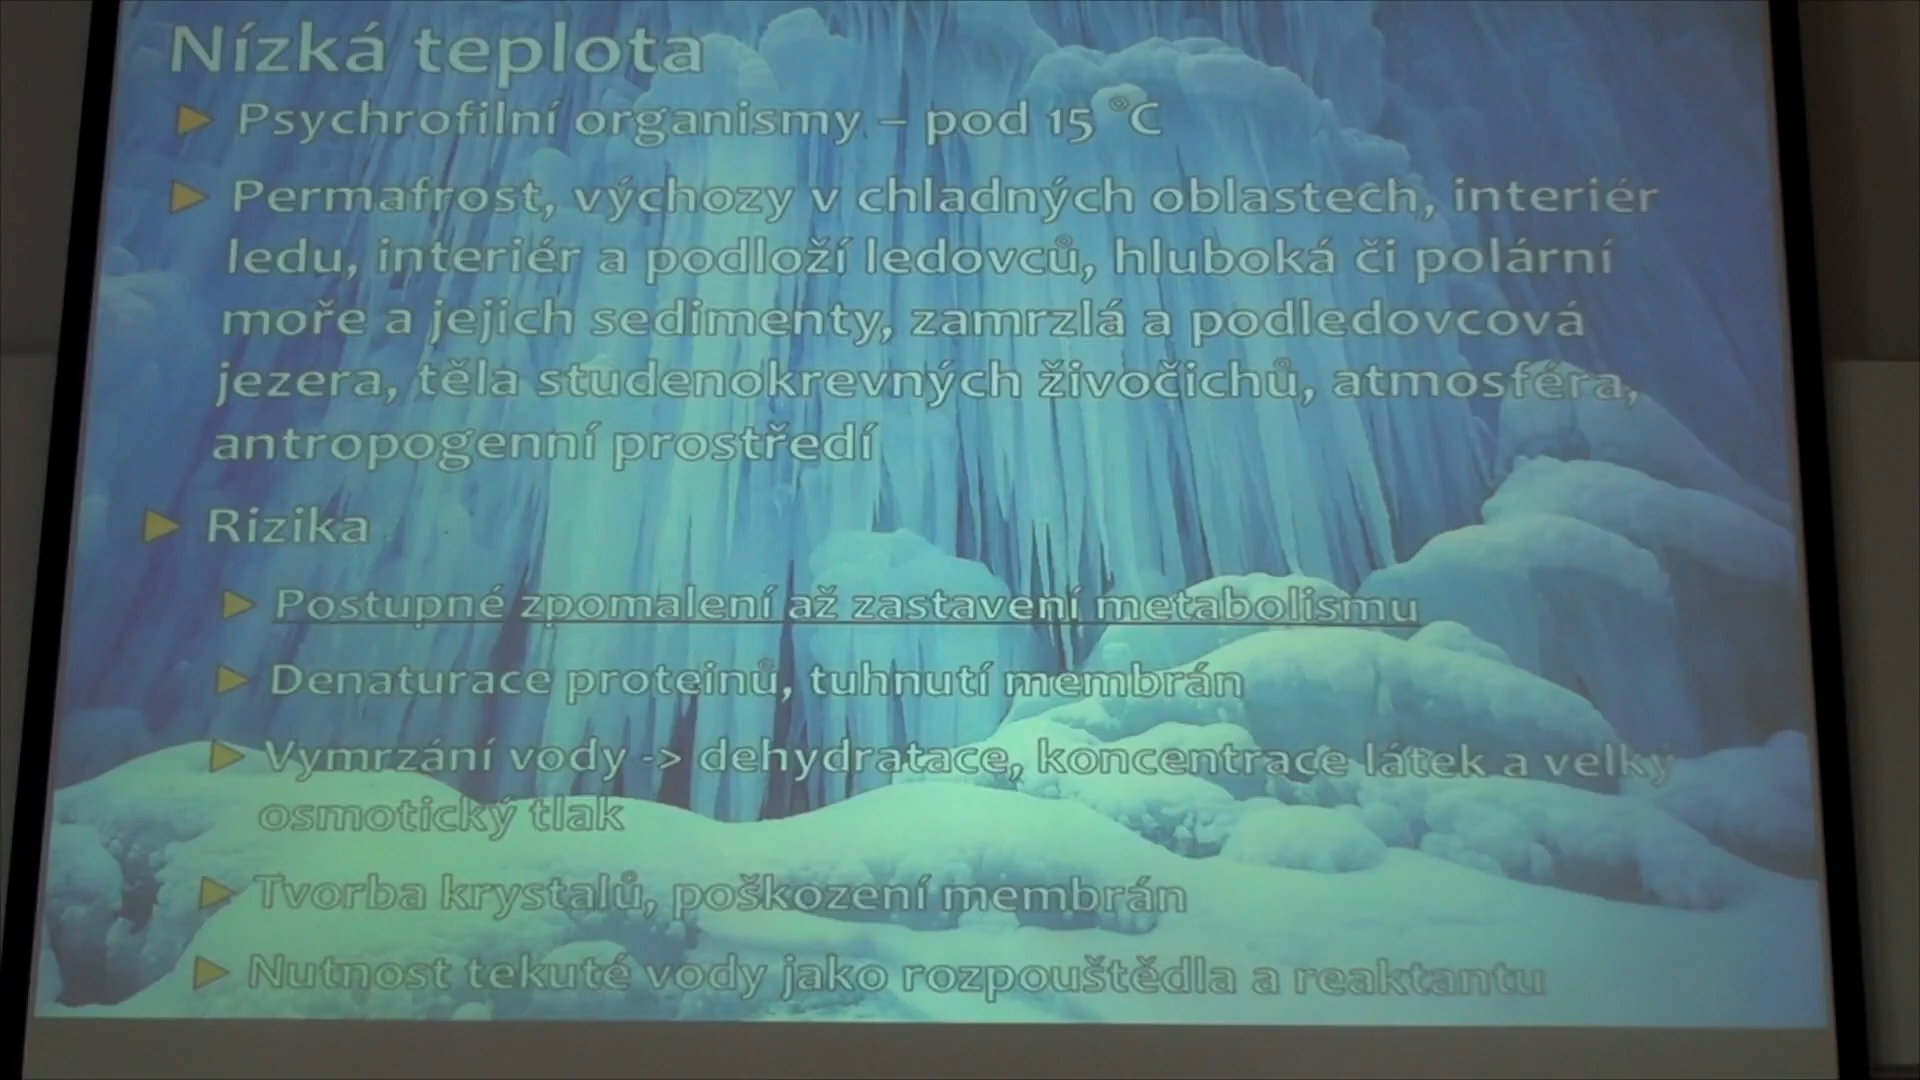 Nízká teplota
Psychrofilní organismy – pod 15 °C
Permafrost, výchozy v chladných oblastech, interiér
ledu, interiér a podloží ledovců, hluboká či polární
moře a jejich sedimenty, zamrzlá a podledovcová
jezera, těla studenokrevných živočichů, atmosféra,
antropogenní prostředí
Rizika
Postupné zpomalení až zastavení metabolismu
Denaturace proteinů, tuhnutí membrán
Vymrzání vody -> dehydratace, koncentrace látek a velký
osmotický tlak
Tvorba krystalů, poškození membrán
Nutnost tekuté vody jako rozpouštědla a reaktantu